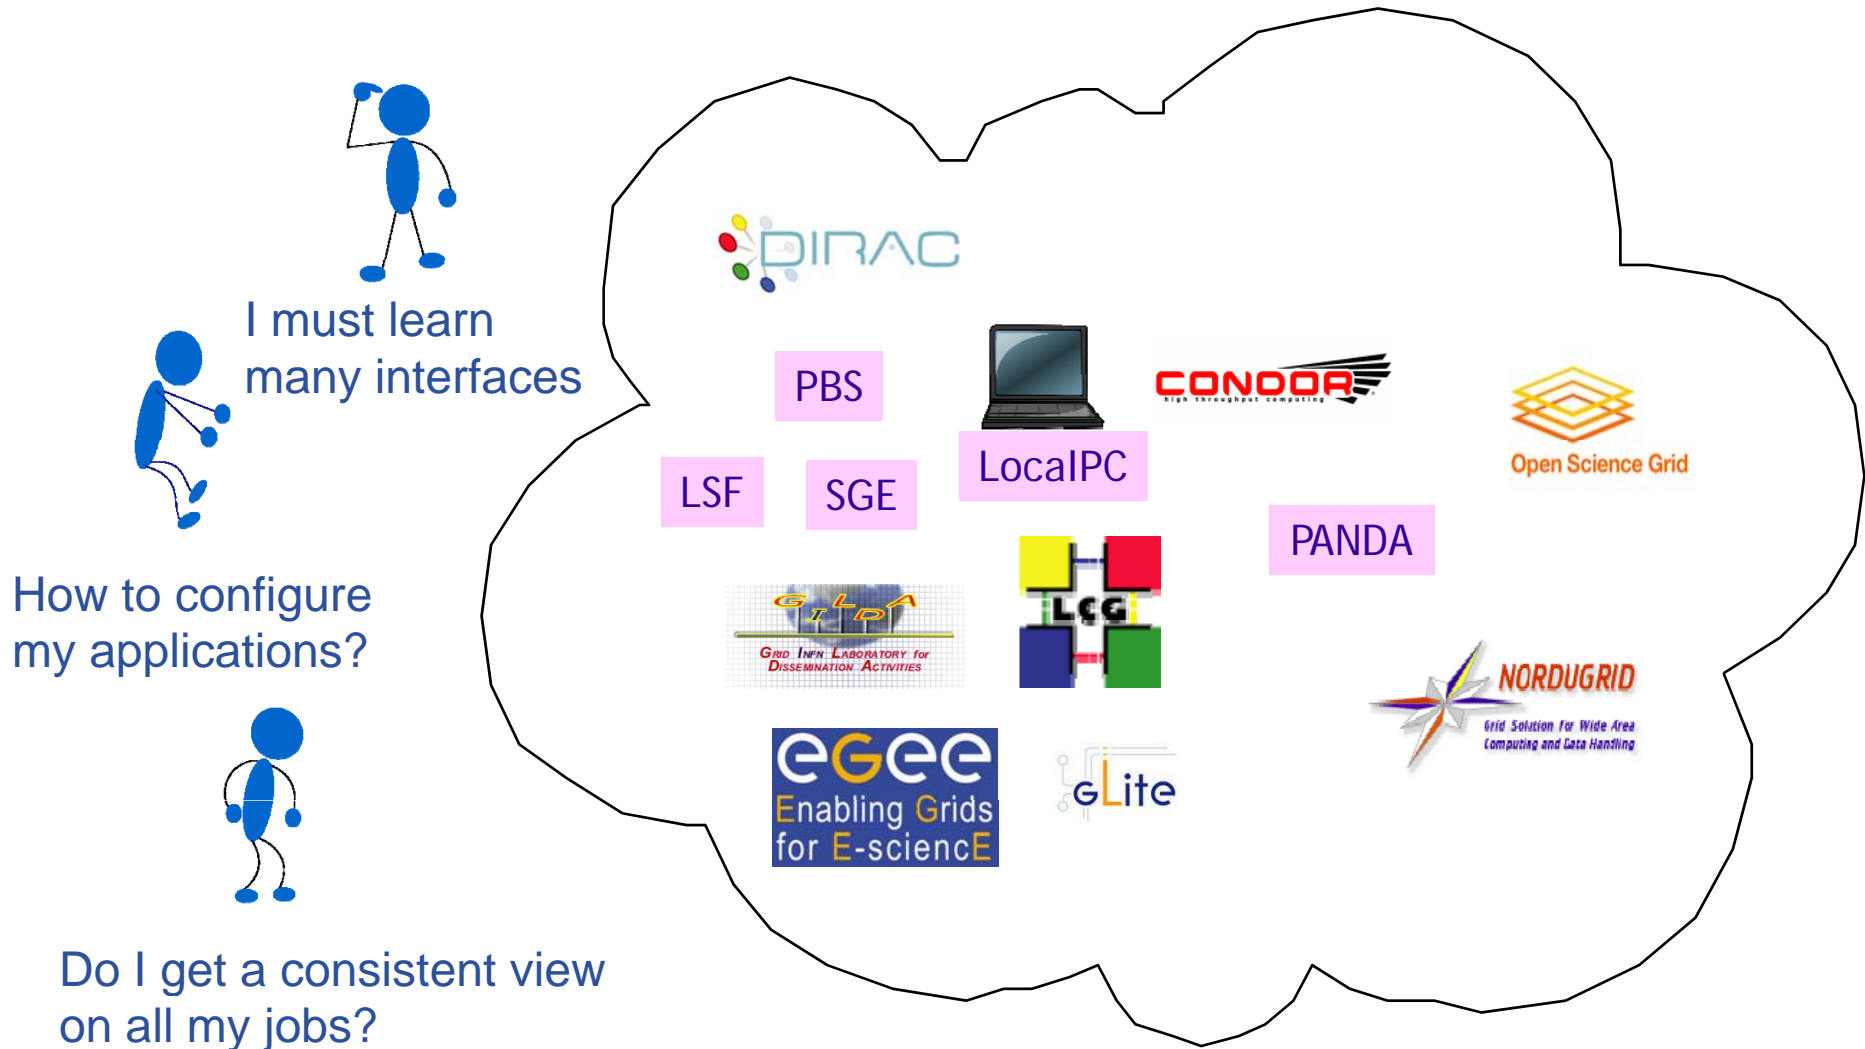 I must learn
many interfaces
How to configure
my applications?
Do I get a consistent view
on all my jobs?
DIRAC
PBS
CONDOR
high throughput computing
Open Science Grid
LSF
SGE
LocalPC
PANDA
GILDA
GRID INFN LABORATORY for
DISSEMINATION ACTIVITIES
LCG
NORDUGRID
Grid Solution For Wide Area
Computing and Data Handling
eGee
Enabling Grids
for E-sciencE
gLite